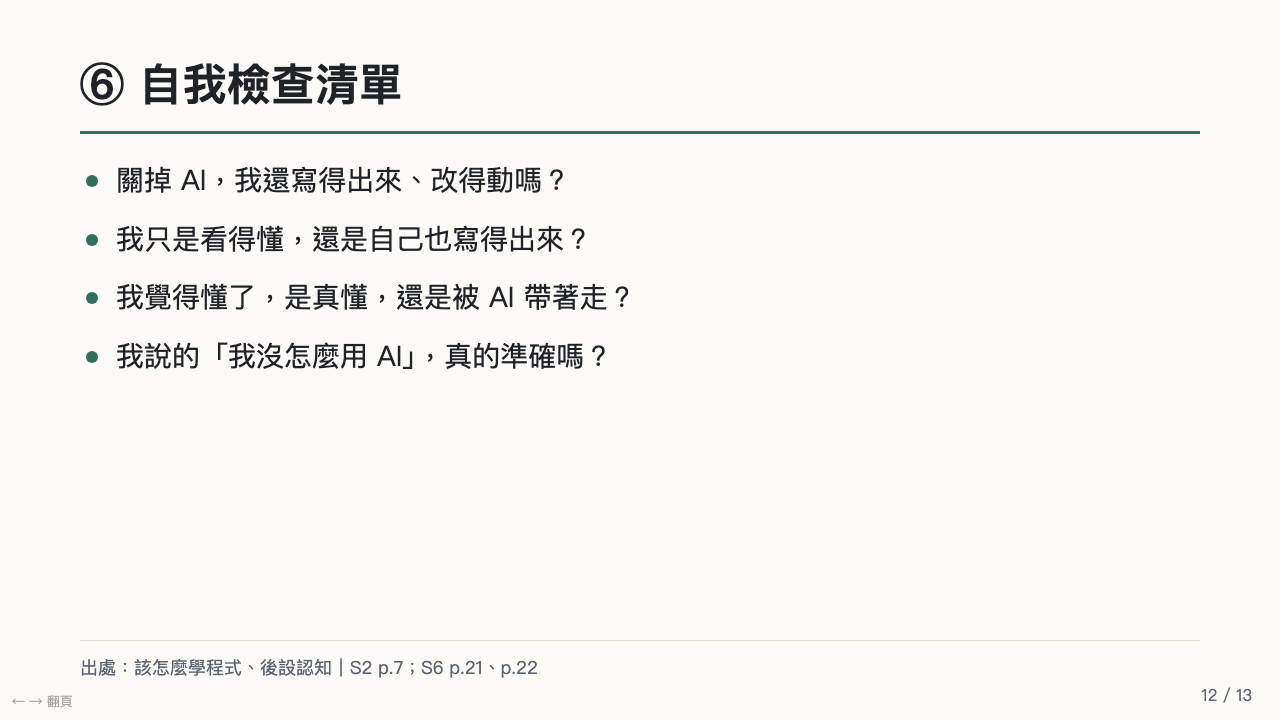 ⑥ 自我檢查清單
• 關掉 AI，我還寫得出來、改得動嗎？
• 我只是看得懂，還是自己也寫得出來？
• 我覺得懂了，是真懂，還是被 AI 帶著走？
• 我說的「我沒怎麼用 AI」，真的準確嗎？
出處：該怎麼學程式、後設認知｜S2 p.7；S6 p.21、p.22
← → 翻頁
12 / 13